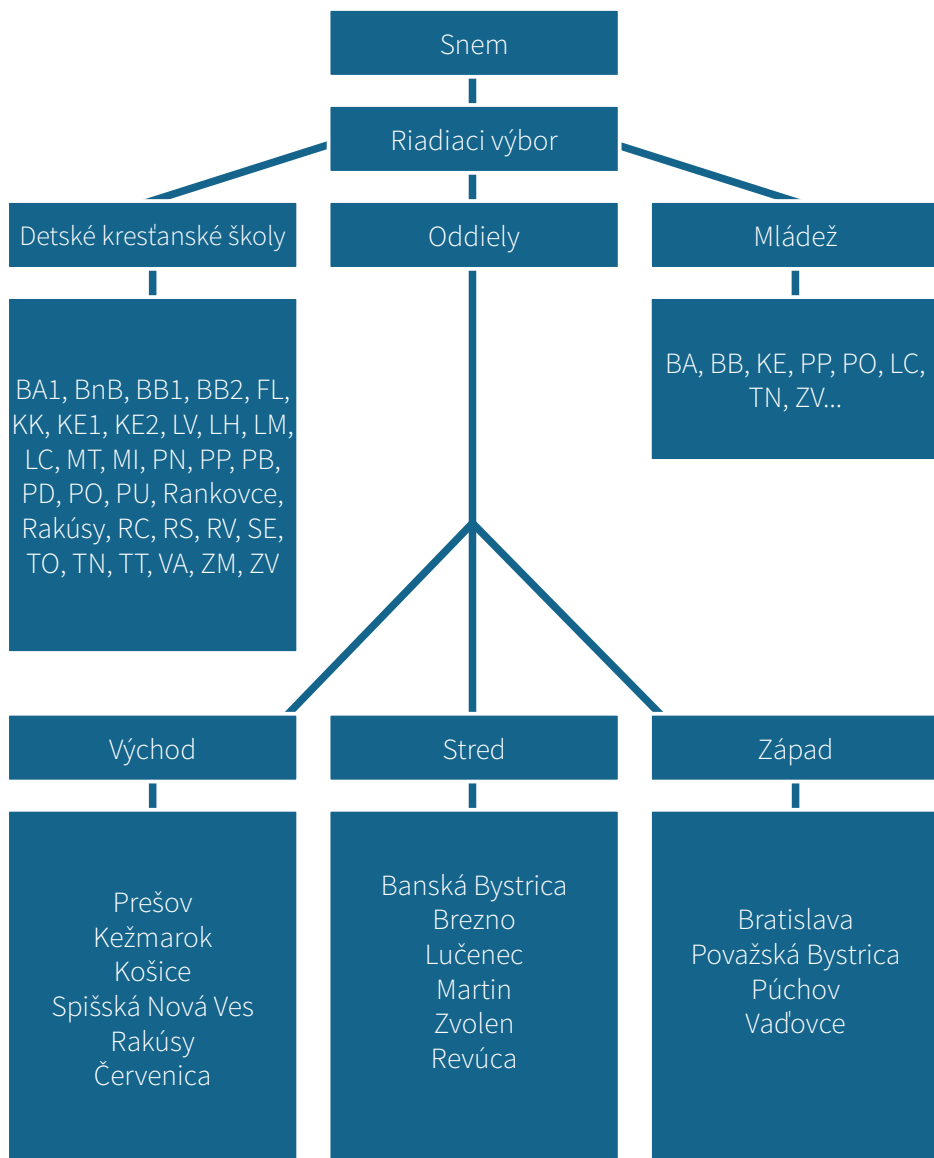 Snem
Riadiaci výbor
Detské kresťanské školy
Oddiely
Mládež
BA1, BnB, BB1, BB2, FL,
KK, KE1, KE2, LV, LH, LM,
LC, MT, MI, PN, PP, PB,
PD, PO, PU, Rankovce,
Rakúsy, RC, RS, RV, SE,
TO, TN, TT, VA, ZM, ZV
BA, BB, KE, PP, PO, LC,
TN, ZV...
Východ
Stred
Západ
Prešov
Kežmarok
Košice
Spišská Nová Ves
Rakúsy
Červenica
Banská Bystrica
Brezno
Lučenec
Martin
Zvolen
Revúca
Bratislava
Považská Bystrica
Púchov
Vaďovce